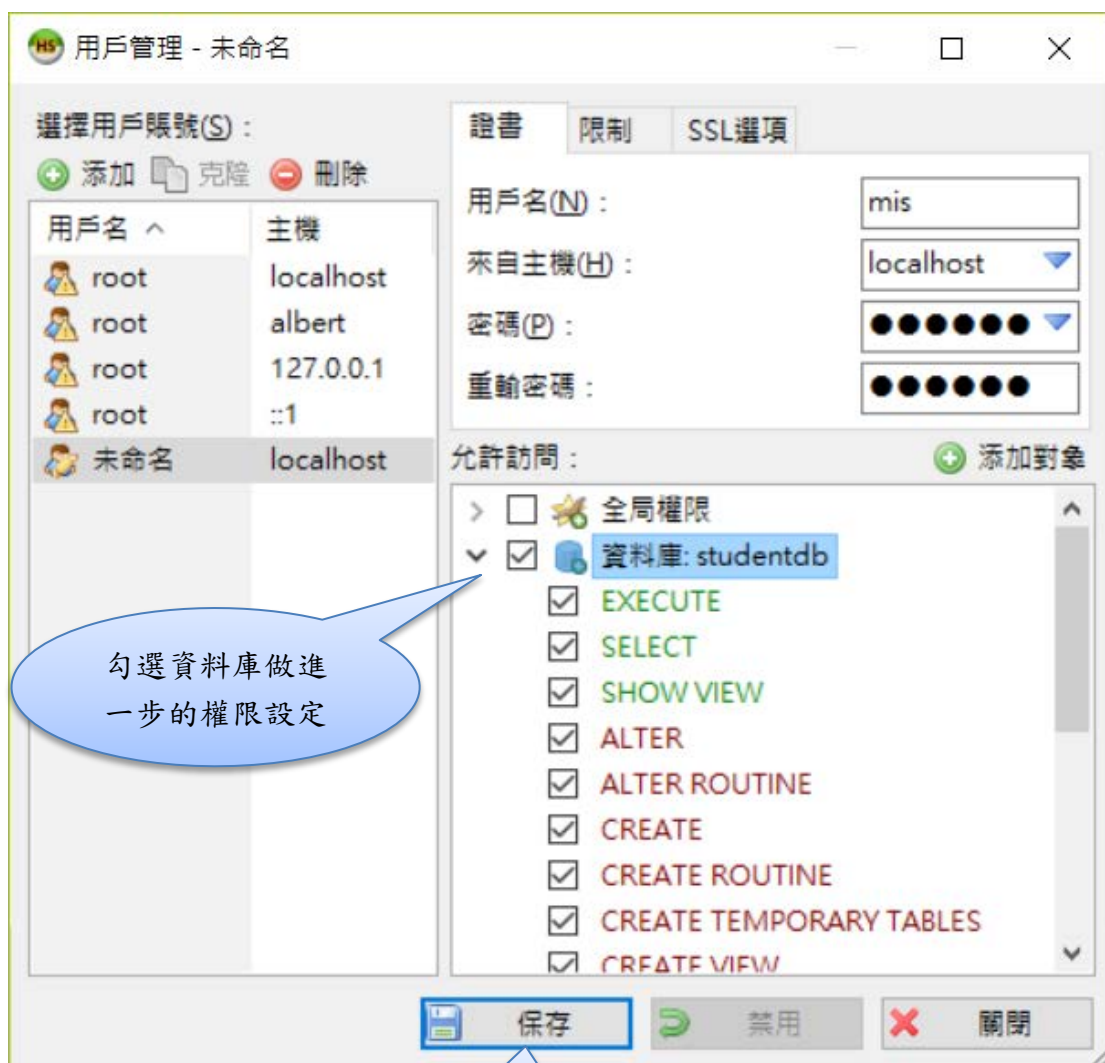 HS 用戶管理 - 未命名
選擇用戶賬號(S)：
添加 克隆 刪除
用戶名 主機
root localhost
root albert
root 127.0.0.1
root ::1
未命名 localhost
證書 限制 SSL選項
用戶名(N)： mis
來自主機(H)： localhost
密碼(P)： ●●●●●●
重輸密碼： ●●●●●●
允許訪問： 添加對象
全局權限
資料庫: studentdb
EXECUTE
SELECT
SHOW VIEW
ALTER
ALTER ROUTINE
CREATE
CREATE ROUTINE
CREATE TEMPORARY TABLES
CREATE VIEW
勾選資料庫做進
一步的權限設定
保存 禁用 關閉